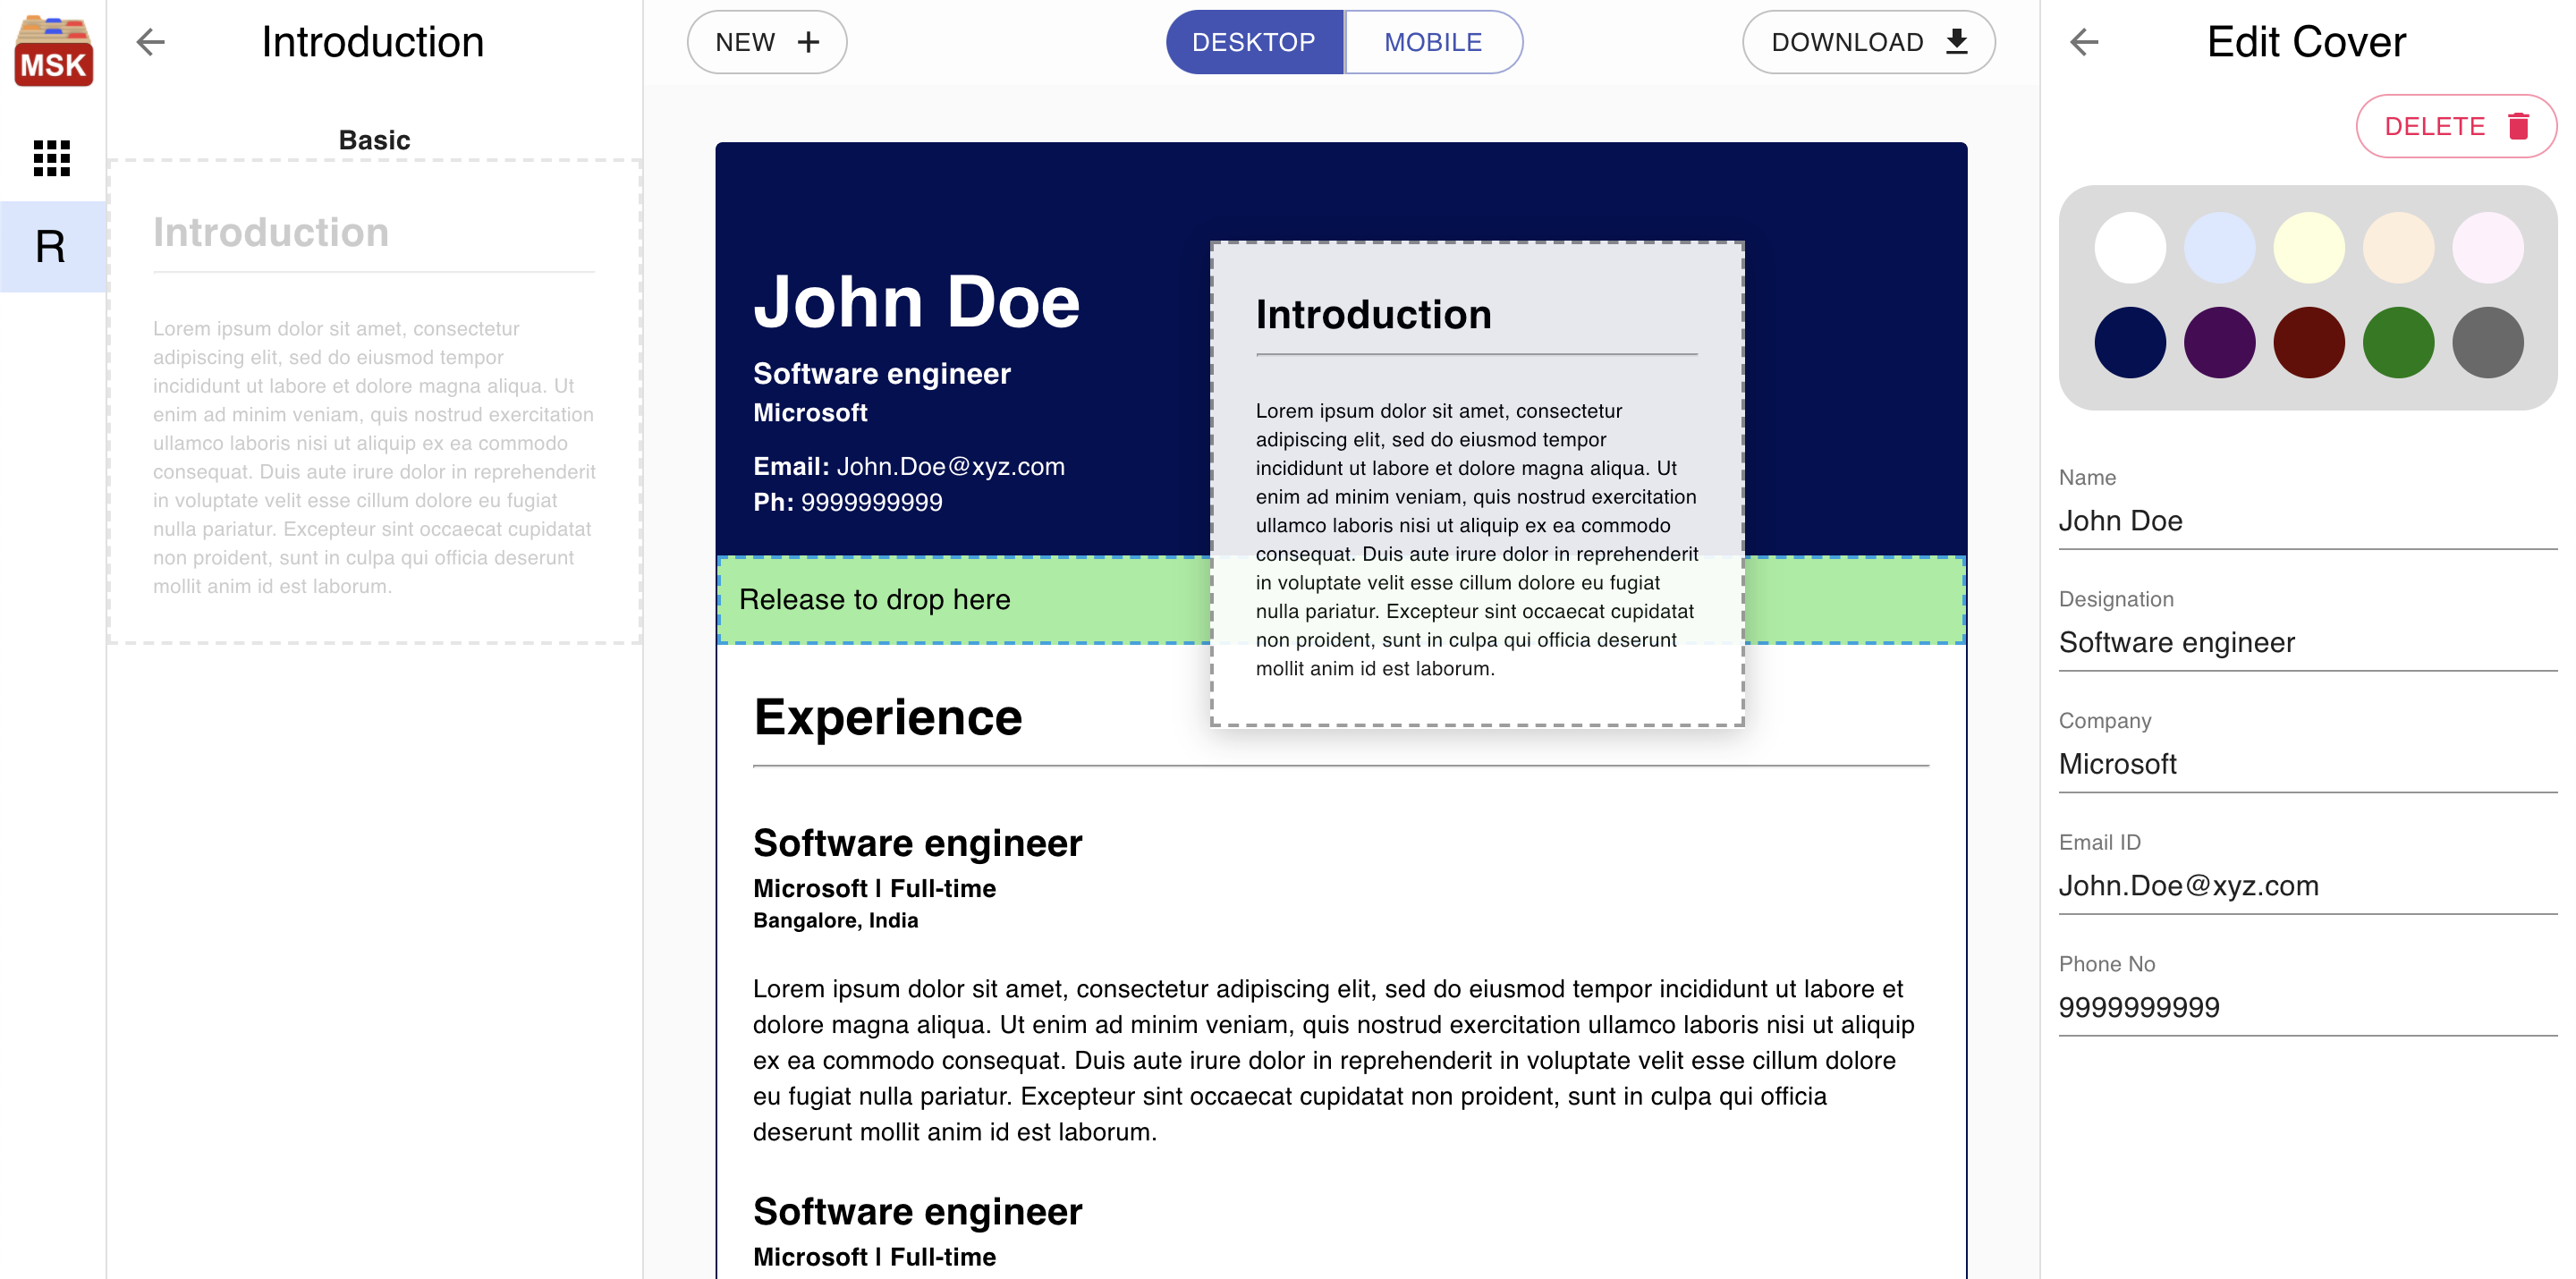 MSK
R
Introduction
Basic
Introduction
Lorem ipsum dolor sit amet, consectetur
adipiscing elit, sed do eiusmod tempor
incididunt ut labore et dolore magna aliqua. Ut
enim ad minim veniam, quis nostrud exercitation
ullamco laboris nisi ut aliquip ex ea commodo
consequat. Duis aute irure dolor in reprehenderit
in voluptate velit esse cillum dolore eu fugiat
nulla pariatur. Excepteur sint occaecat cupidatat
non proident, sunt in culpa qui officia deserunt
mollit anim id est laborum.
NEW
DESKTOP
MOBILE
DOWNLOAD
John Doe
Software engineer
Microsoft
Email: John.Doe@xyz.com
Ph: 9999999999
Introduction
Lorem ipsum dolor sit amet, consectetur
adipiscing elit, sed do eiusmod tempor
incididunt ut labore et dolore magna aliqua. Ut
enim ad minim veniam, quis nostrud exercitation
ullamco laboris nisi ut aliquip ex ea commodo
consequat. Duis aute irure dolor in reprehenderit
in voluptate velit esse cillum dolore eu fugiat
nulla pariatur. Excepteur sint occaecat cupidatat
non proident, sunt in culpa qui officia deserunt
mollit anim id est laborum.
Release to drop here
Experience
Software engineer
Microsoft | Full-time
Bangalore, India
Lorem ipsum dolor sit amet, consectetur adipiscing elit, sed do eiusmod tempor incididunt ut labore et
dolore magna aliqua. Ut enim ad minim veniam, quis nostrud exercitation ullamco laboris nisi ut aliquip
ex ea commodo consequat. Duis aute irure dolor in reprehenderit in voluptate velit esse cillum dolore
eu fugiat nulla pariatur. Excepteur sint occaecat cupidatat non proident, sunt in culpa qui officia
deserunt mollit anim id est laborum.
Software engineer
Microsoft | Full-time
Edit Cover
DELETE
Name
John Doe
Designation
Software engineer
Company
Microsoft
Email ID
John.Doe@xyz.com
Phone No
9999999999